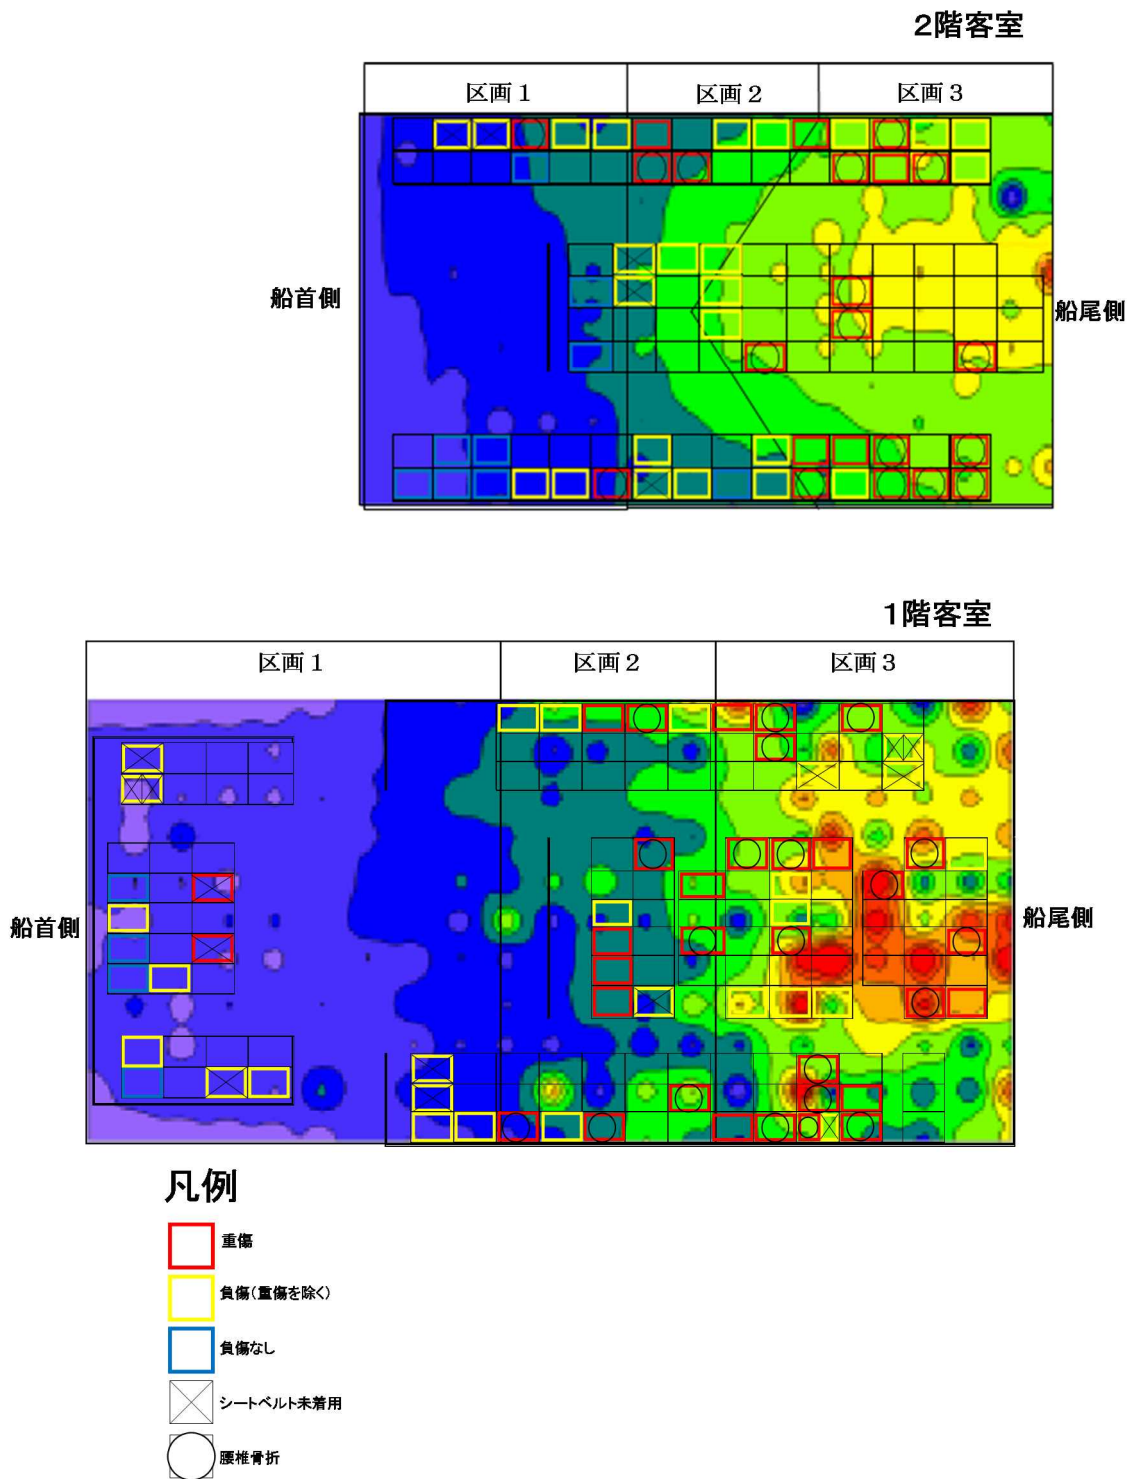 2階客室
区画1 区画2 区画3
船首側
船尾側
1階客室
区画1 区画2 区画3
船首側
船尾側
凡例
重傷
負傷(重傷を除く)
負傷なし
シートベルト未着用
腰椎骨折